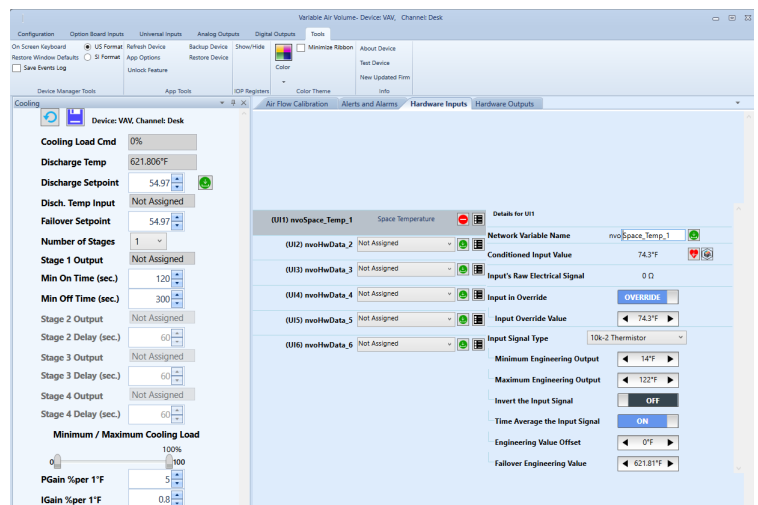 Variable Air Volume- Device: VAV, Channel: Desk
Configuration Option Board Inputs Universal Inputs Analog Outputs Digital Outputs Tools
On Screen Keyboard US Format Refresh Device Backup Device Show/Hide Minimize Ribbon About Device
Restore Window Defaults SI Format App Options Restore Device Test Device
Save Events Log Unlock Feature Color New Updated Firm
Device Manager Tools App Tools IOP Registers Color Theme Info
Cooling
Air Flow Calibration Alerts and Alarms Hardware Inputs Hardware Outputs
Device: VAV, Channel: Desk
Cooling Load Cmd 0%
Discharge Temp 621.806°F
Discharge Setpoint 54.97
Disch. Temp Input Not Assigned
Failover Setpoint 54.97
Number of Stages 1
Stage 1 Output Not Assigned
Min On Time (sec.) 120
Min Off Time (sec.) 300
Stage 2 Output Not Assigned
Stage 2 Delay (sec.) 60
Stage 3 Output Not Assigned
Stage 3 Delay (sec.) 60
Stage 4 Output Not Assigned
Stage 4 Delay (sec.) 60
Minimum / Maximum Cooling Load
100%
0 100
PGain %per 1°F 5
IGain %per 1°F 0.8
(UI1) nvoSpace_Temp_1 Space Temperature
(UI2) nvoHwData_2 Not Assigned
(UI3) nvoHwData_3 Not Assigned
(UI4) nvoHwData_4 Not Assigned
(UI5) nvoHwData_5 Not Assigned
(UI6) nvoHwData_6 Not Assigned
Details for UI1
Network Variable Name nvo Space_Temp_1
Conditioned Input Value 74.3°F
Input's Raw Electrical Signal 0 Ω
Input in Override OVERRIDE
Input Override Value 74.3°F
Input Signal Type 10k-2 Thermistor
Minimum Engineering Output 14°F
Maximum Engineering Output 122°F
Invert the Input Signal OFF
Time Average the Input Signal ON
Engineering Value Offset 0°F
Failover Engineering Value 621.81°F